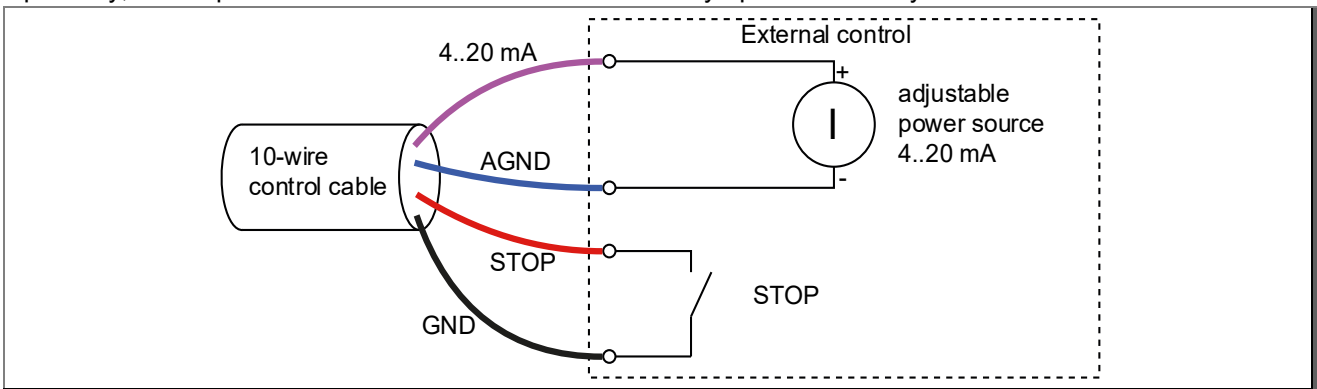 External control
4..20 mA
+
adjustable
power source
4..20 mA
I
10-wire
control cable
AGND
-
STOP
STOP
GND